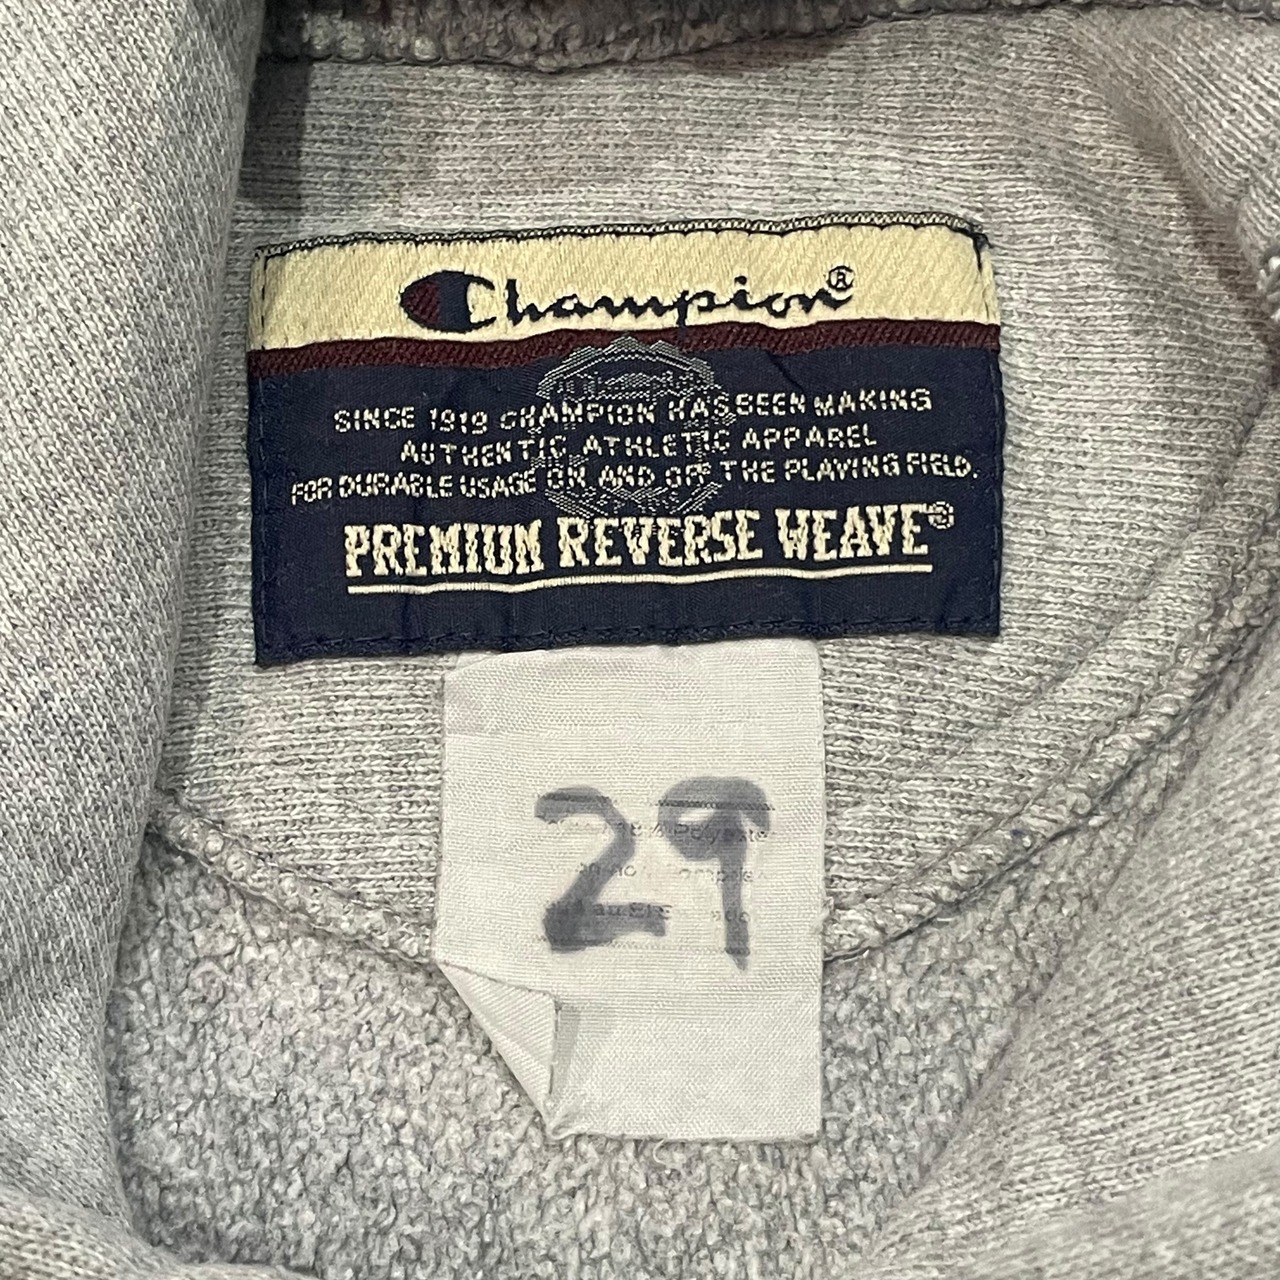 Champion®
SINCE 1919 CHAMPION HAS BEEN MAKING
AUTHENTIC ATHLETIC APPAREL
FOR DURABLE USAGE ON AND OFF THE PLAYING FIELD.
PREMIUM REVERSE WEAVE®
29